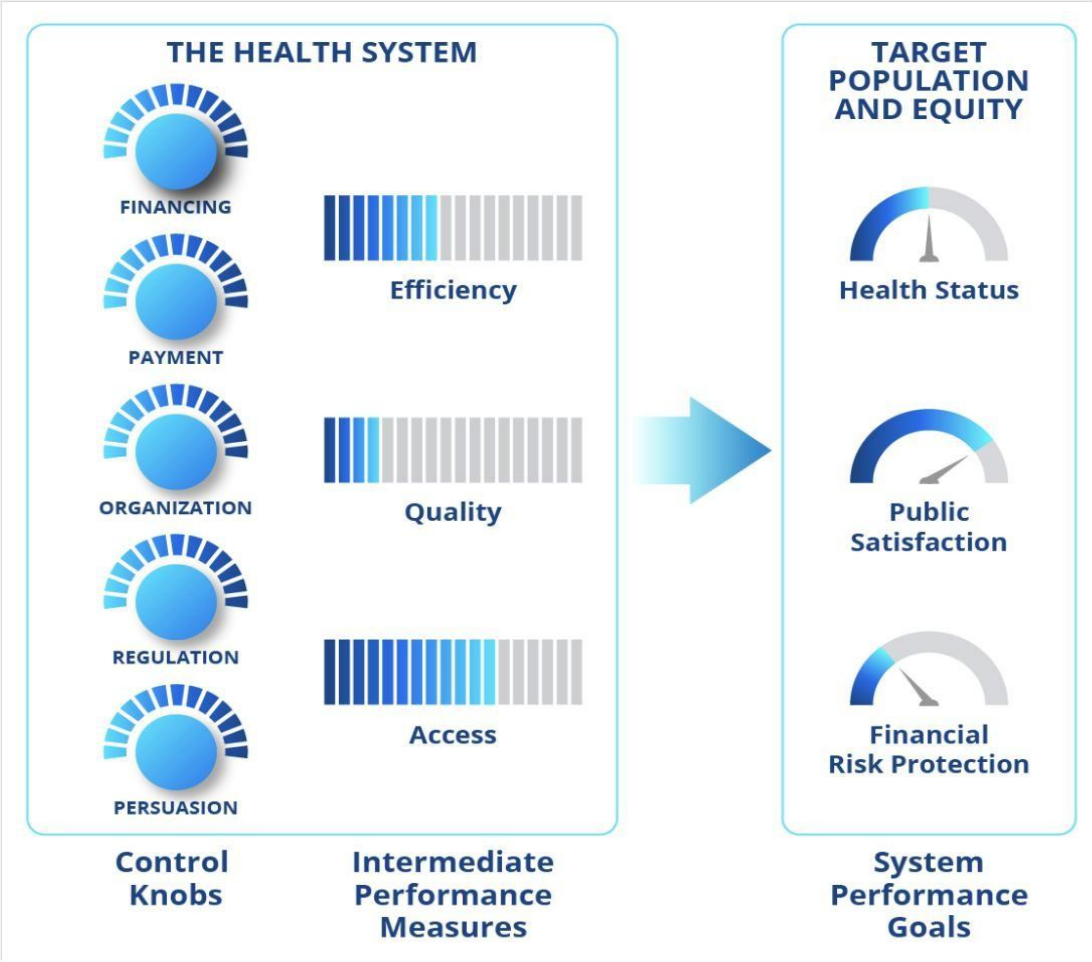 THE HEALTH SYSTEM
FINANCING
PAYMENT
ORGANIZATION
REGULATION
PERSUASION
Efficiency
Quality
Access
Control
Knobs
Intermediate
Performance
Measures
TARGET
POPULATION
AND EQUITY
Health Status
Public
Satisfaction
Financial
Risk Protection
System
Performance
Goals